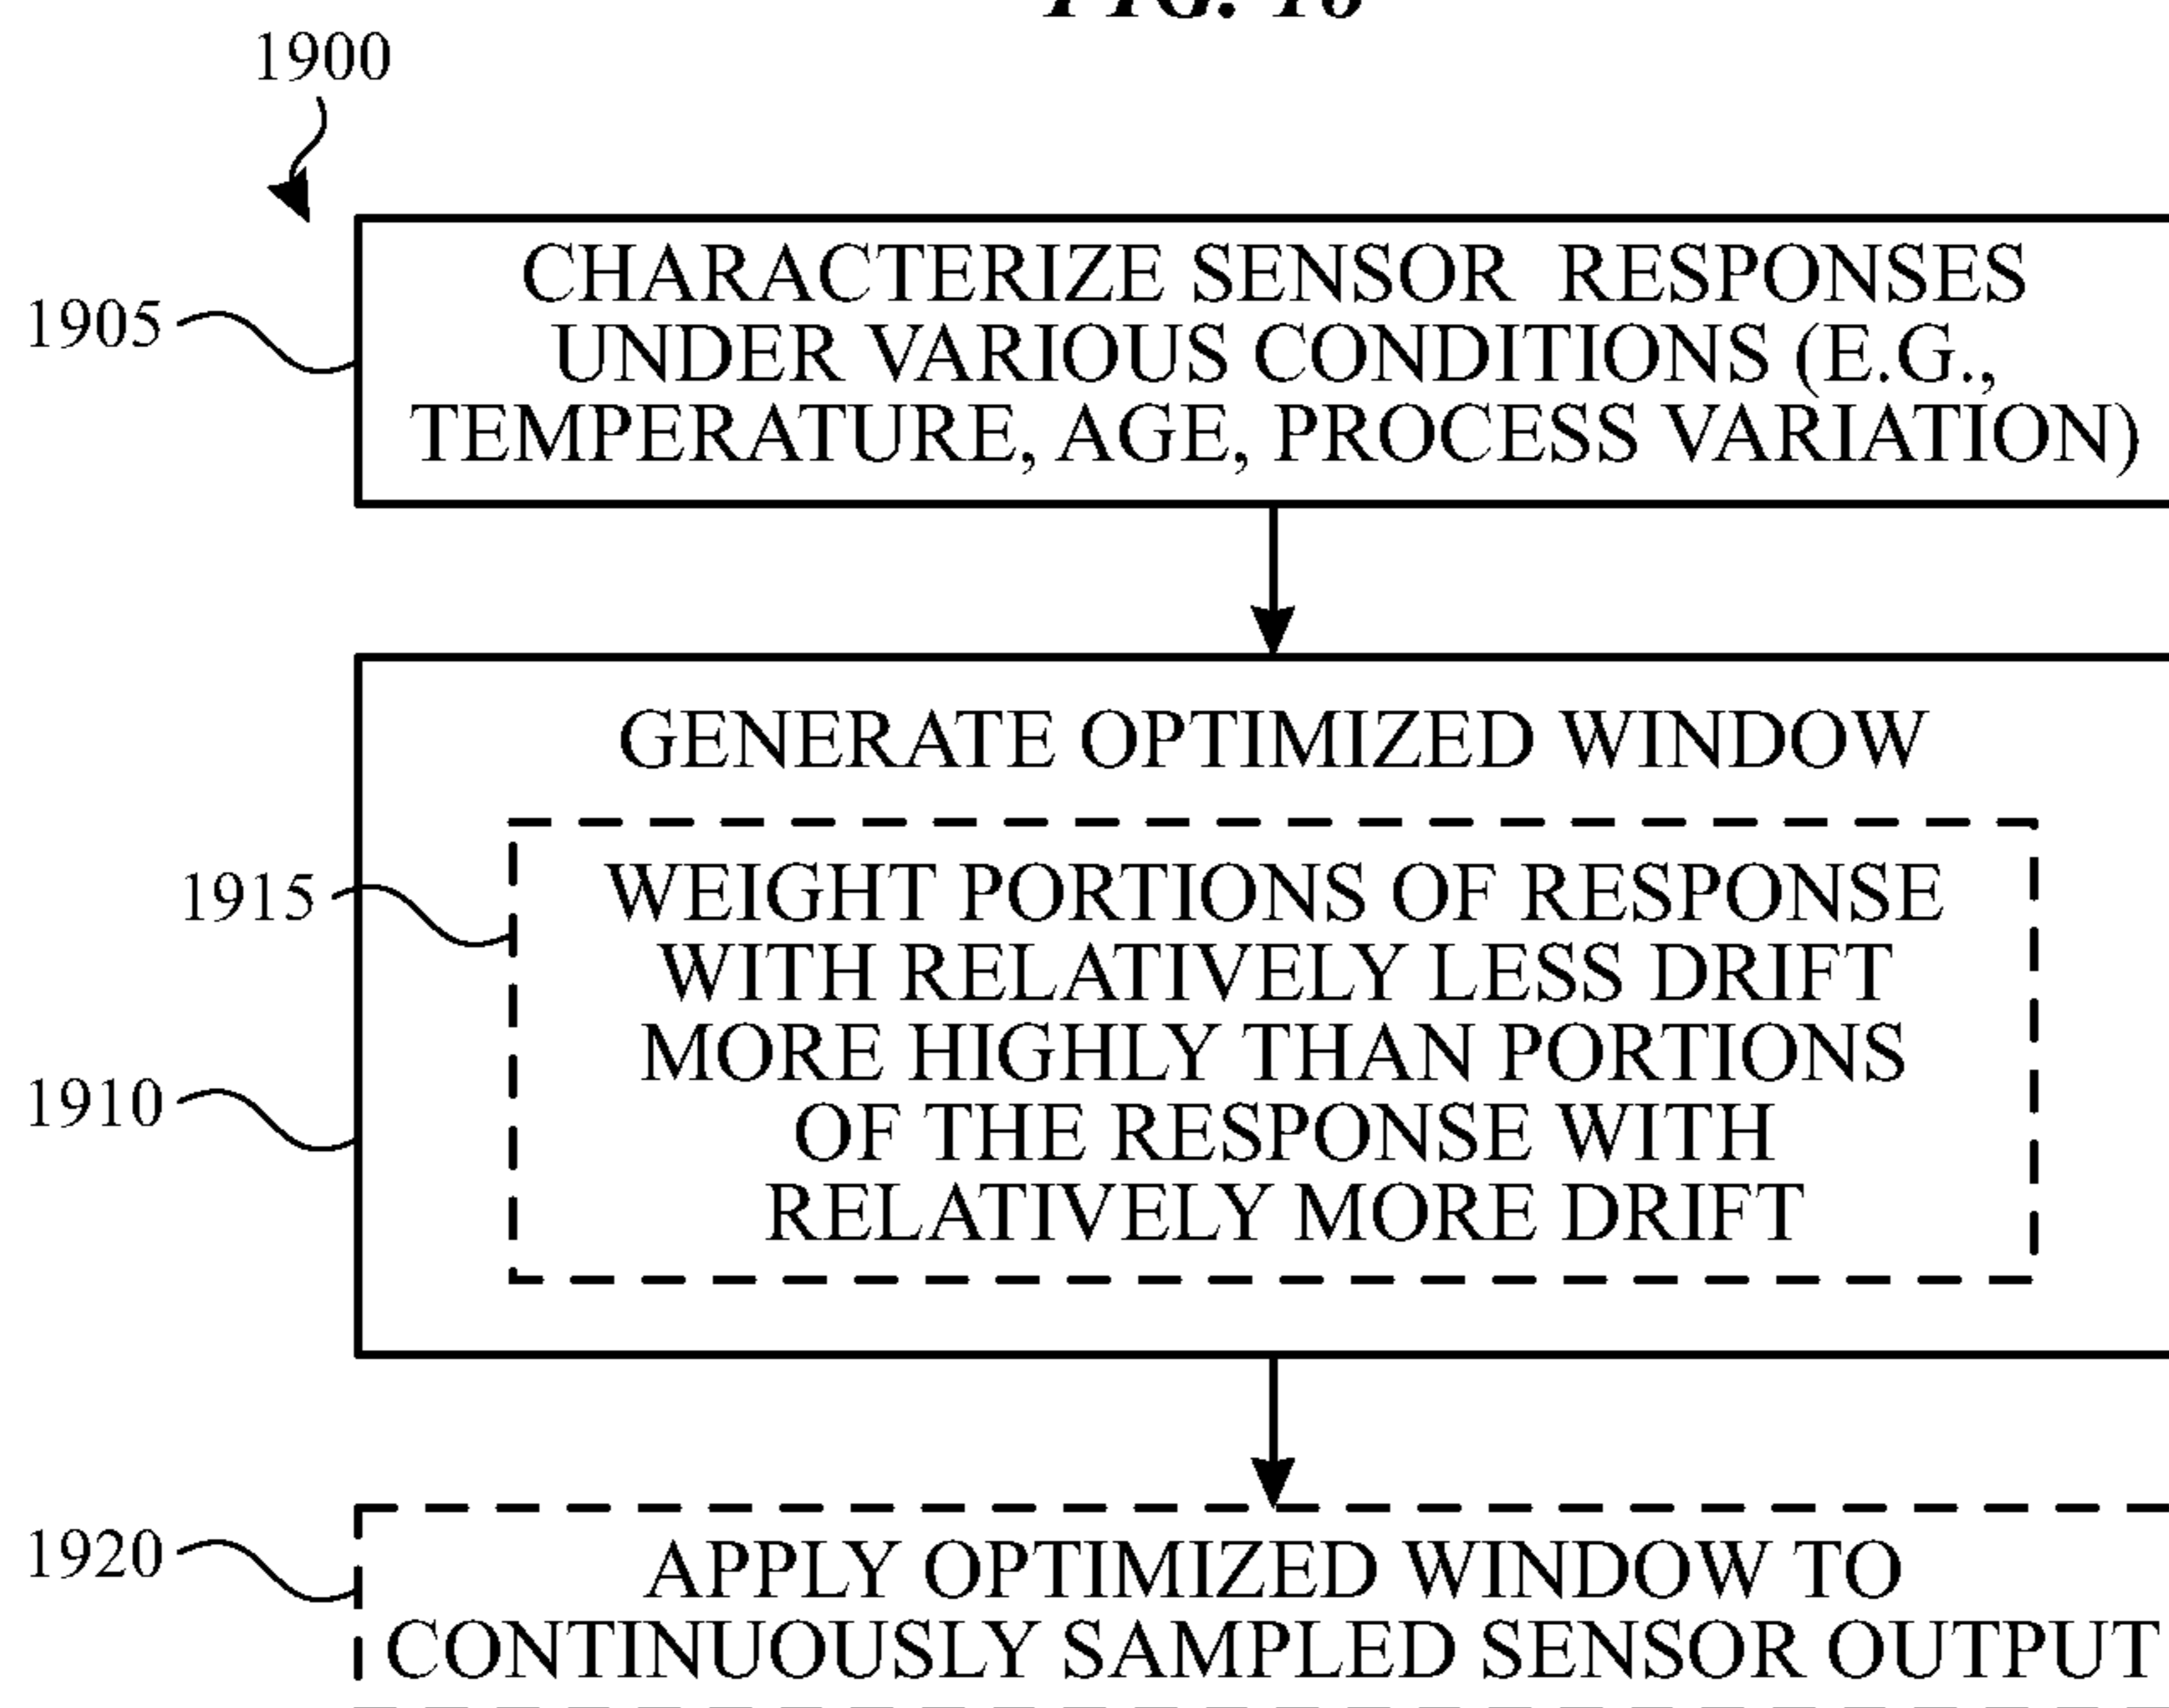 FIG. 18
1900
1905
CHARACTERIZE SENSOR RESPONSES
UNDER VARIOUS CONDITIONS (E.G.,
TEMPERATURE, AGE, PROCESS VARIATION)
GENERATE OPTIMIZED WINDOW
1915
WEIGHT PORTIONS OF RESPONSE
WITH RELATIVELY LESS DRIFT
MORE HIGHLY THAN PORTIONS
OF THE RESPONSE WITH
RELATIVELY MORE DRIFT
1910
1920
APPLY OPTIMIZED WINDOW TO
CONTINUOUSLY SAMPLED SENSOR OUTPUT